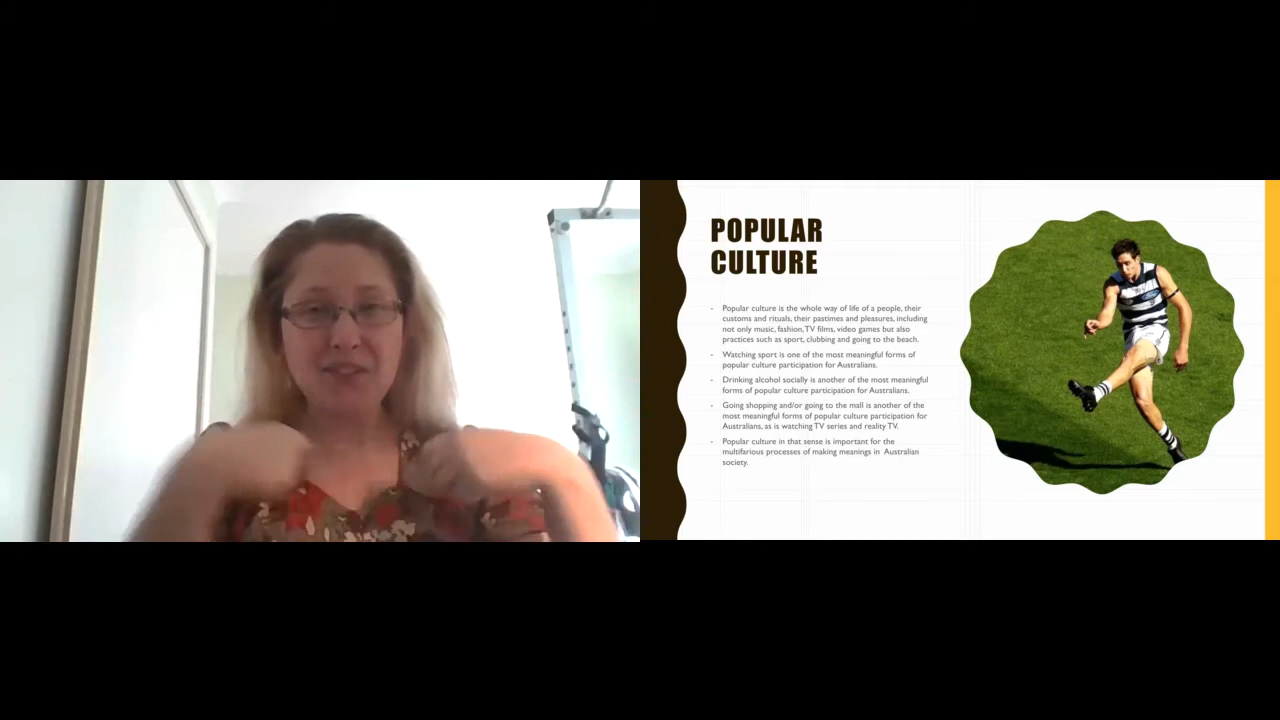 POPULAR
CULTURE
- Popular culture is the whole way of life of a people, their
customs and rituals, their pastimes and pleasures, including
not only music, fashion, TV films, video games but also
practices such as sport, clubbing and going to the beach.
- Watching sport is one of the most meaningful forms of
popular culture participation for Australians.
- Drinking alcohol socially is another of the most meaningful
forms of popular culture participation for Australians.
- Going shopping and/or going to the mall is another of the
most meaningful forms of popular culture participation for
Australians, as is watching TV series and reality TV.
- Popular culture in that sense is important for the
multifarious processes of making meanings in Australian
society.